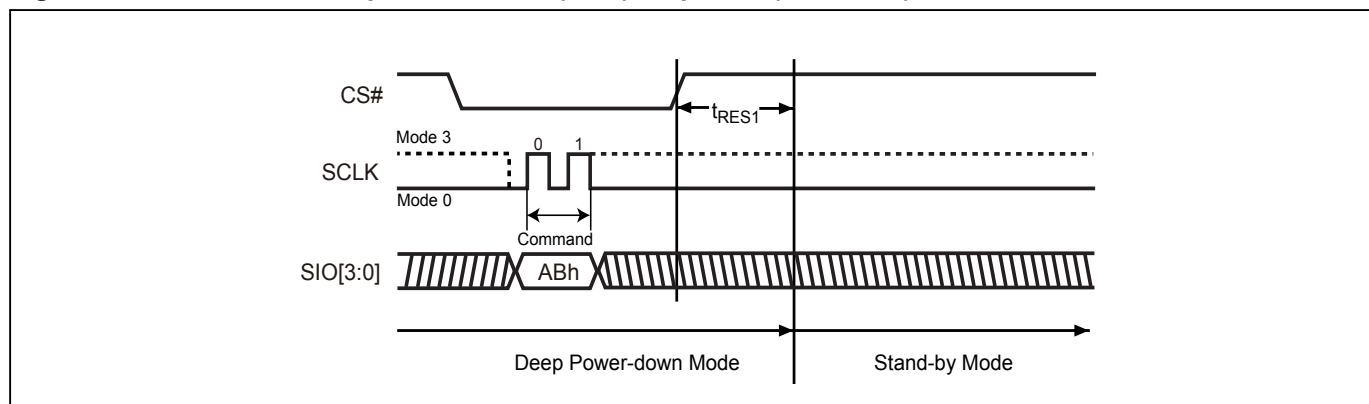 CS#
tRES1
Mode 3
0 1
SCLK
Mode 0
Command
SIO[3:0]
ABh
Deep Power-down Mode
Stand-by Mode